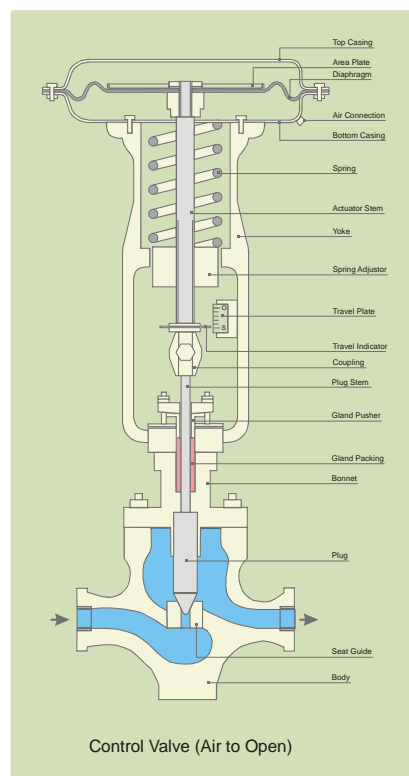 Top Casing
Area Plate
Diaphragm
Air Connection
Bottom Casing
Spring
Actuator Stem
Yoke
Spring Adjustor
O
S
Travel Plate
Travel Indicator
Coupling
Plug Stem
Gland Pusher
Gland Packing
Bonnet
Plug
Seat Guide
Body
Control Valve (Air to Open)